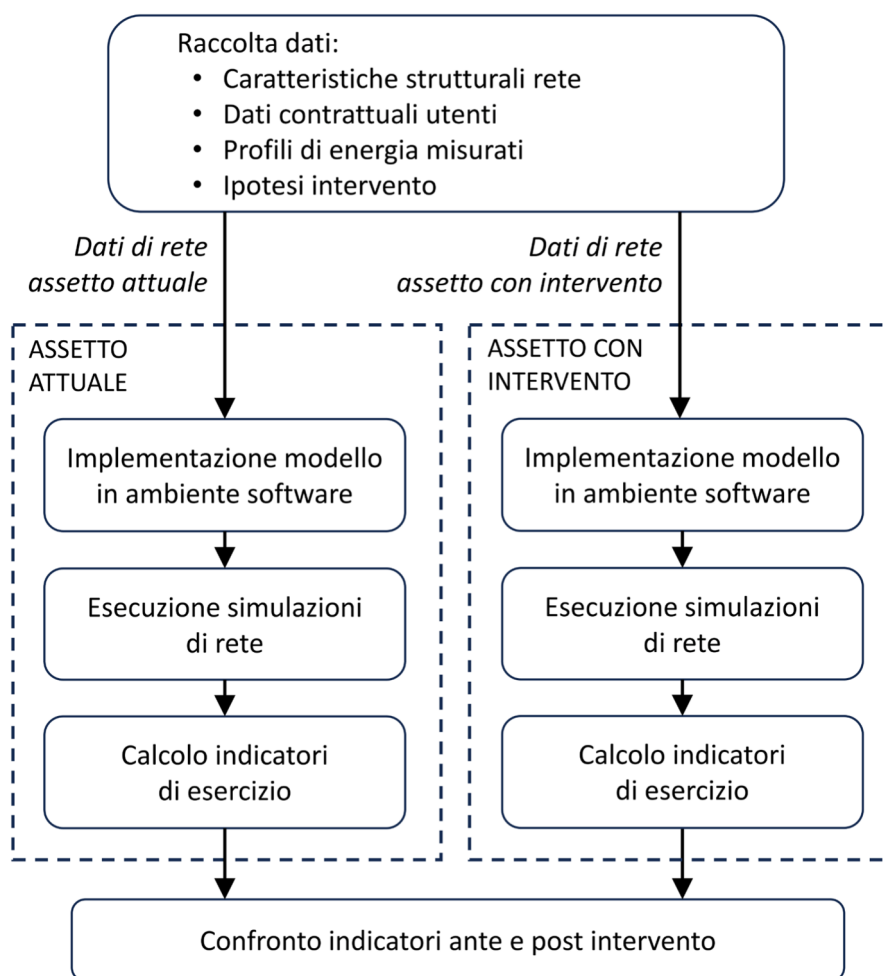 Raccolta dati:
• Caratteristiche strutturali rete
• Dati contrattuali utenti
• Profili di energia misurati
• Ipotesi intervento
Dati di rete
assetto attuale
Dati di rete
assetto con intervento
ASSETTO
ATTUALE
Implementazione modello
in ambiente software
Esecuzione simulazioni
di rete
Calcolo indicatori
di esercizio
ASSETTO CON
INTERVENTO
Implementazione modello
in ambiente software
Esecuzione simulazioni
di rete
Calcolo indicatori
di esercizio
Confronto indicatori ante e post intervento